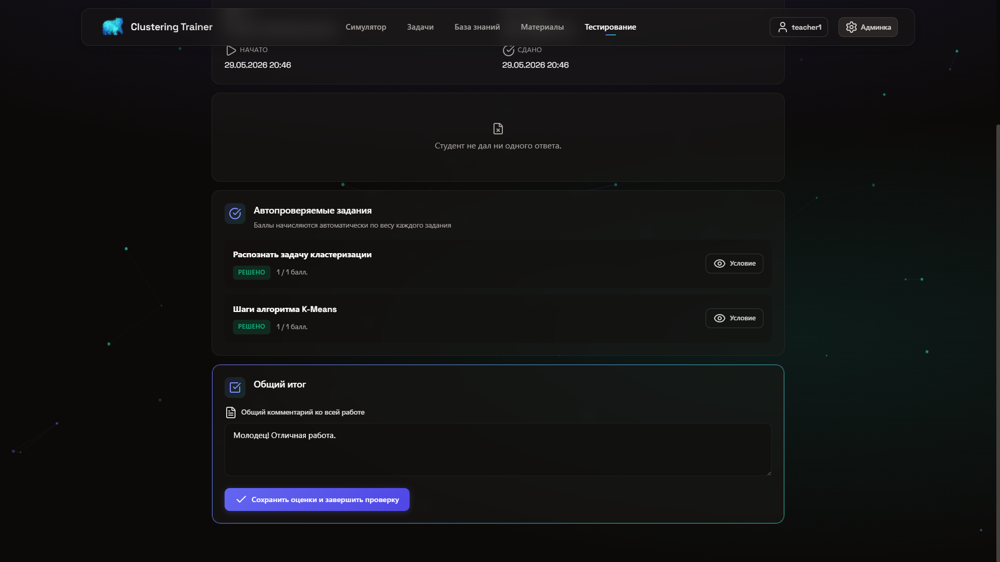 Clustering Trainer
Симулятор
Задачи
База знаний
Материалы
Тестирование
teacher1
Админка
НАЧАТО
29.05.2026 20:46
СДАНО
29.05.2026 20:46
Студент не дал ни одного ответа.
Автопроверяемые задания
Баллы начисляются автоматически по весу каждого задания
Распознать задачу кластеризации
РЕШЕНО 1 / 1 балл.
Условие
Шаги алгоритма K-Means
РЕШЕНО 1 / 1 балл.
Условие
Общий итог
Общий комментарий ко всей работе
Молодец! Отличная работа.
Сохранить оценки и завершить проверку